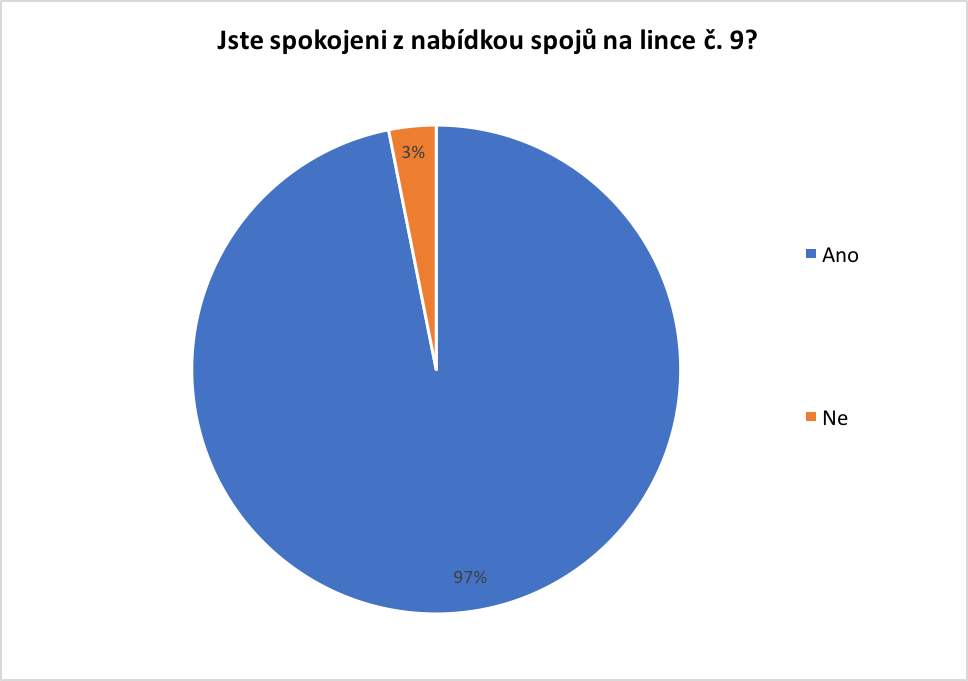 Jste spokojeni z nabídkou spojů na lince č. 9?
3%
Ano
Ne
97%